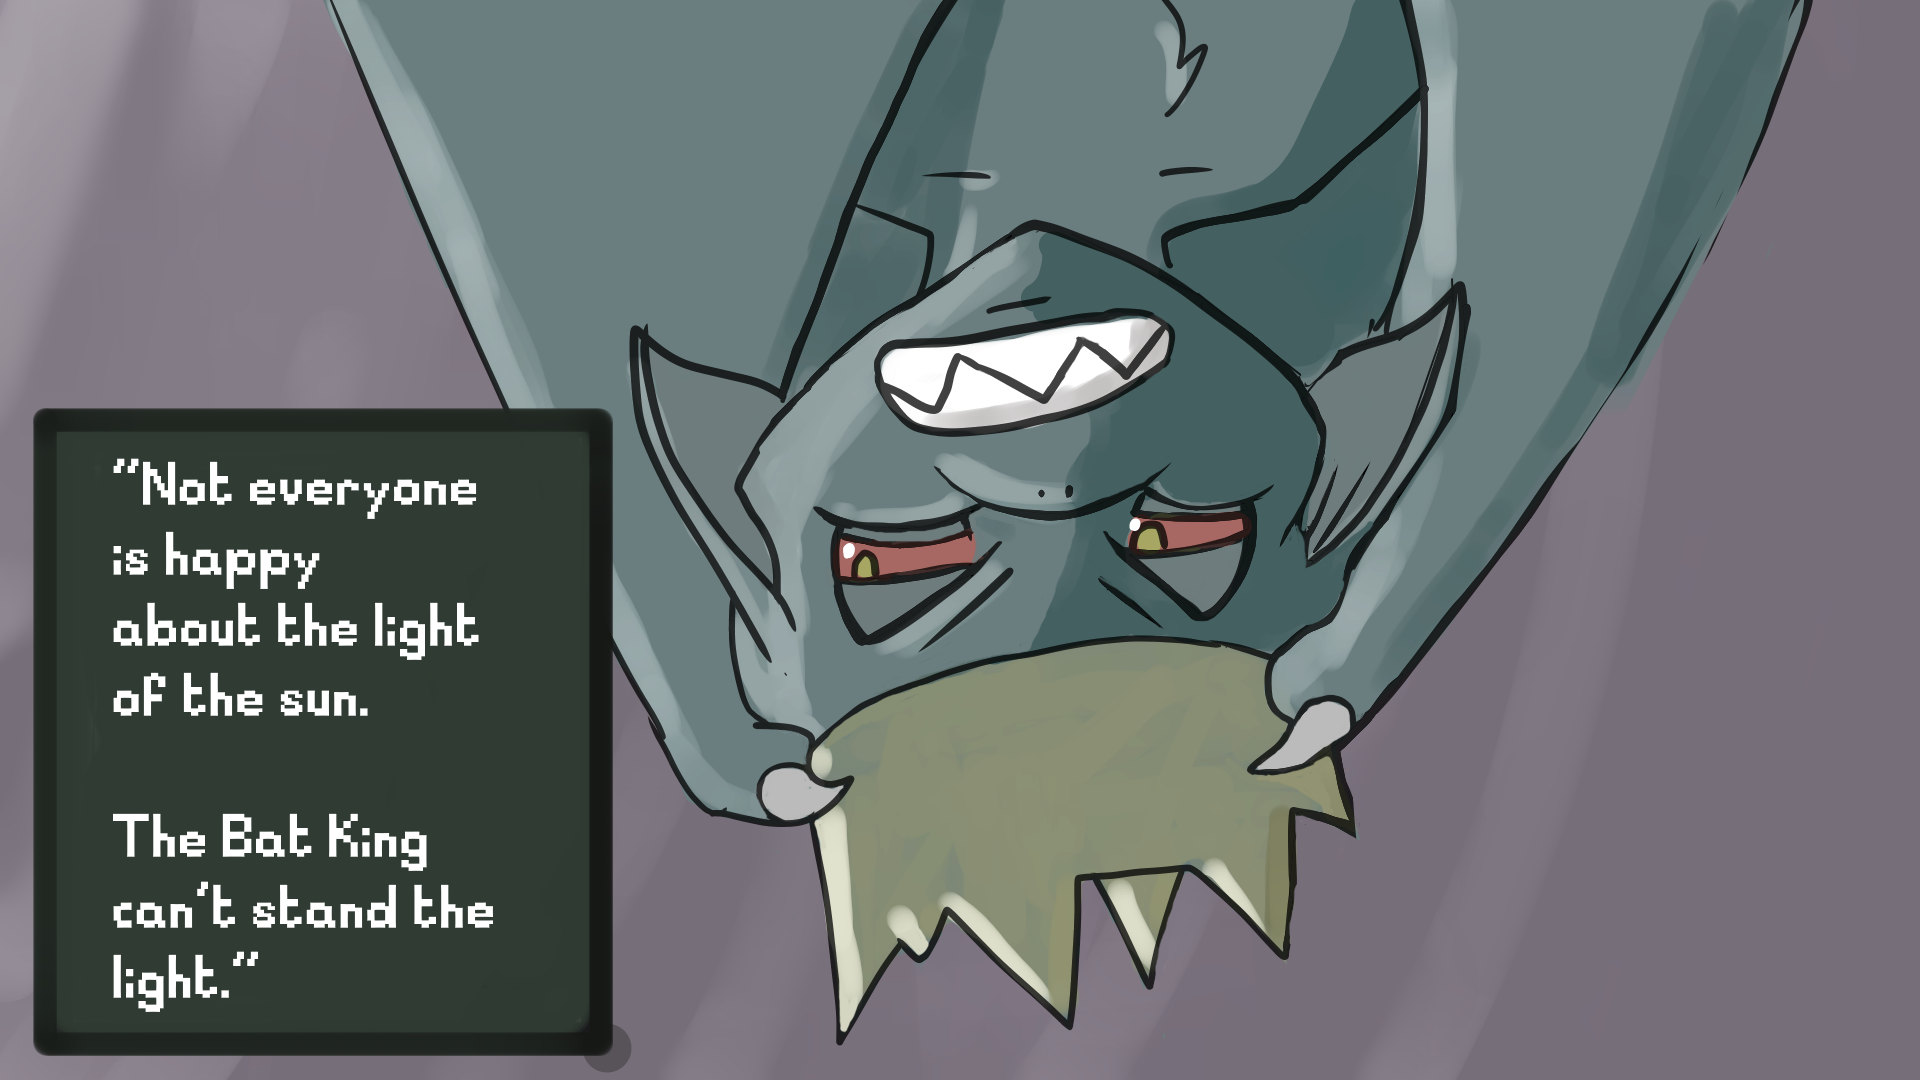 “Not everyone
is happy
about the light
of the sun.
The Bat King
can't stand the
light.”